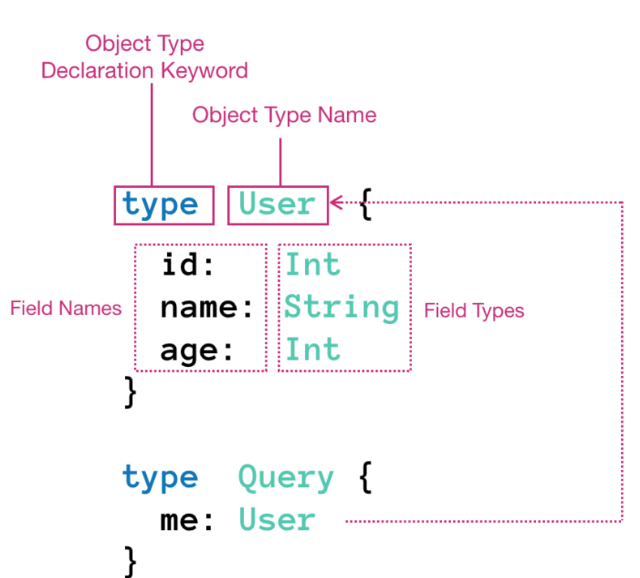 Object Type
Declaration Keyword
Object Type Name
type User {
id: Int
Field Names name: String Field Types
age: Int
}
type Query {
me: User
}